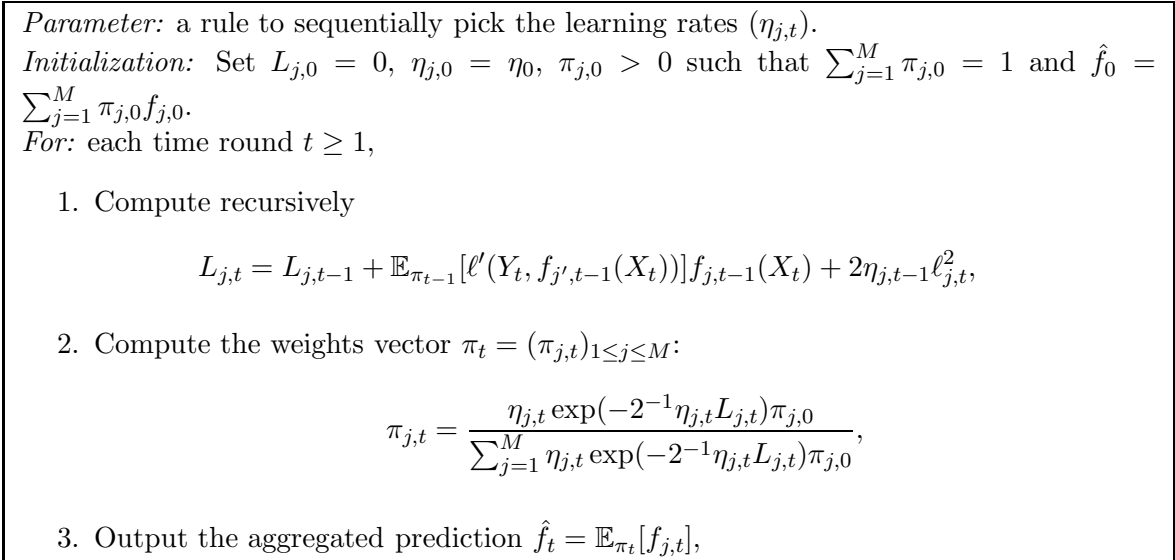 Parameter: a rule to sequentially pick the learning rates (η_{j,t}).
Initialization: Set L_{j,0} = 0, η_{j,0} = η_0, π_{j,0} > 0 such that ∑_{j=1}^{M} π_{j,0} = 1 and f̂_0 =
∑_{j=1}^{M} π_{j,0} f_{j,0}.
For: each time round t ≥ 1,
1. Compute recursively
L_{j,t} = L_{j,t−1} + 𝔼_{π_{t−1}}[ℓ′(Y_t, f_{j′,t−1}(X_t))] f_{j,t−1}(X_t) + 2η_{j,t−1} ℓ_{j,t}^2,
2. Compute the weights vector π_t = (π_{j,t})_{1≤j≤M}:
π_{j,t} = \frac{η_{j,t} exp(−2^{−1} η_{j,t} L_{j,t}) π_{j,0}}{∑_{j=1}^{M} η_{j,t} exp(−2^{−1} η_{j,t} L_{j,t}) π_{j,0}},
3. Output the aggregated prediction f̂_t = 𝔼_{π_t}[f_{j,t}],